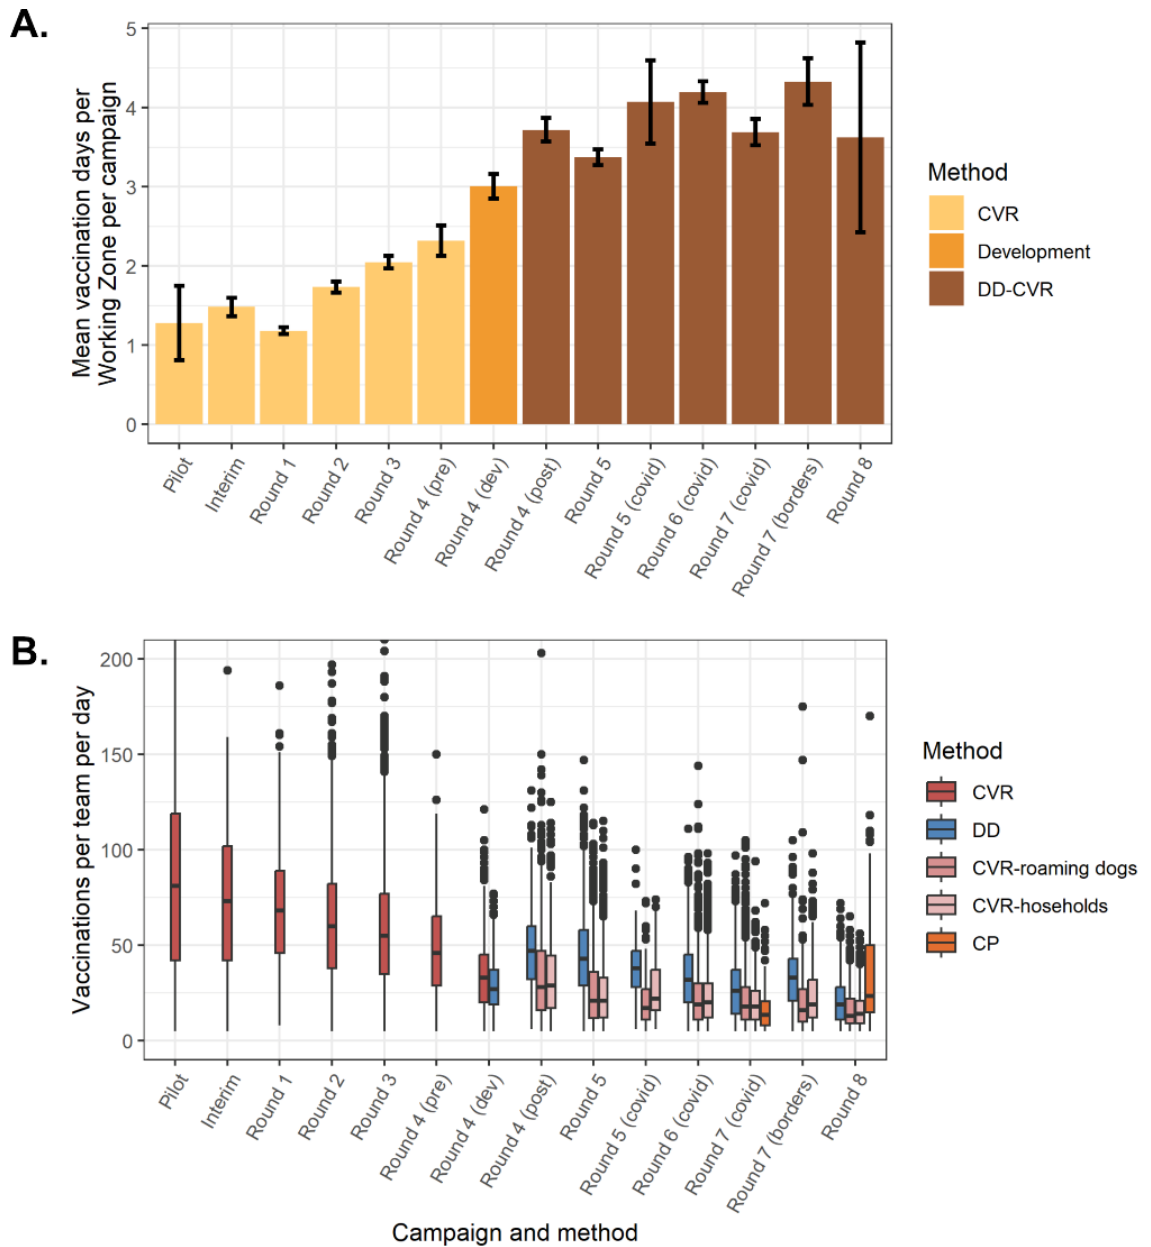 A.
Mean vaccination days per
Working Zone per campaign
5
4
3
2
1
0
Pilot
Interim
Round 1
Round 2
Round 3
Round 4 (pre)
Round 4 (dev)
Round 4 (post)
Round 5
Round 5 (covid)
Round 6 (covid)
Round 7 (covid)
Round 7 (borders)
Round 8
Method
CVR
Development
DD-CVR
B.
Vaccinations per team per day
200
150
100
50
0
Pilot
Interim
Round 1
Round 2
Round 3
Round 4 (pre)
Round 4 (dev)
Round 4 (post)
Round 5
Round 5 (covid)
Round 6 (covid)
Round 7 (covid)
Round 7 (borders)
Round 8
Campaign and method
Method
CVR
DD
CVR-roaming dogs
CVR-hoseholds
CP